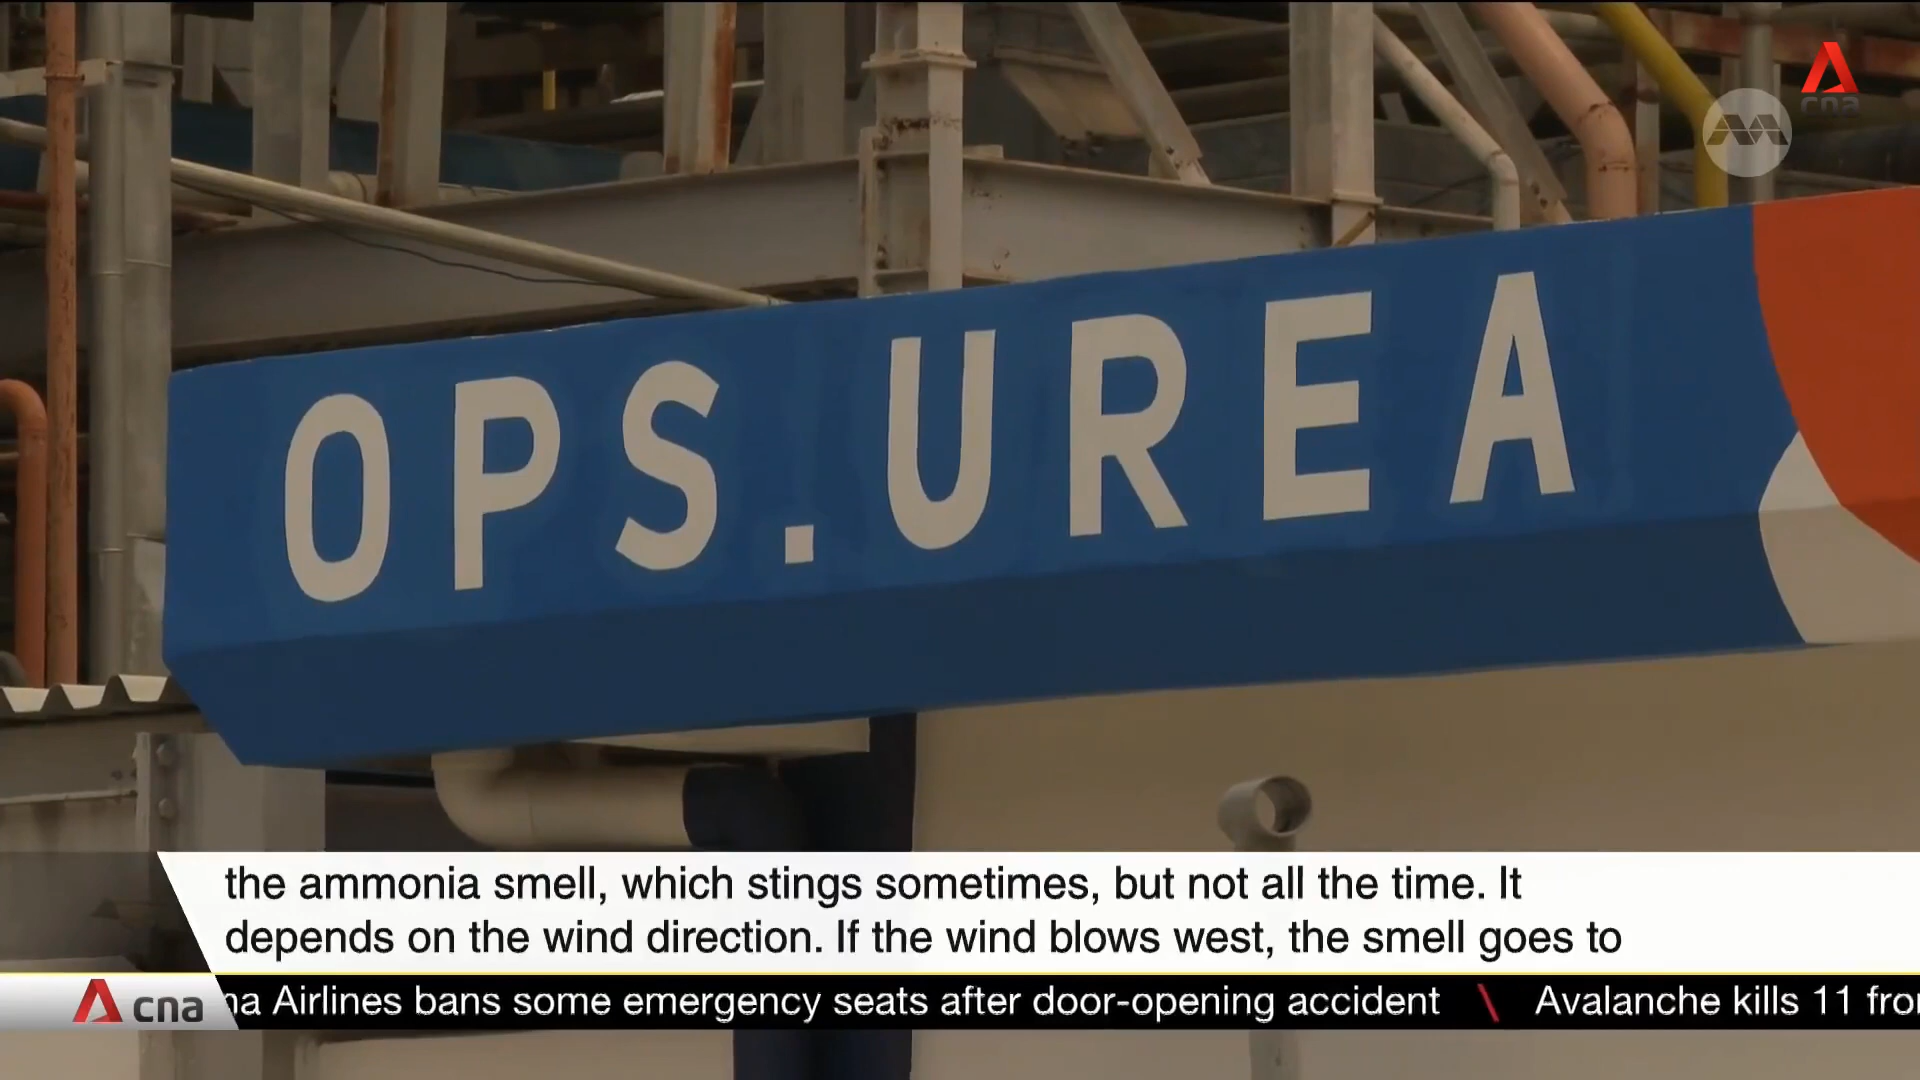 cna
OPS.UREA
the ammonia smell, which stings sometimes, but not all the time. It
depends on the wind direction. If the wind blows west, the smell goes to
cna
Airlines bans some emergency seats after door-opening accident \ Avalanche kills 11